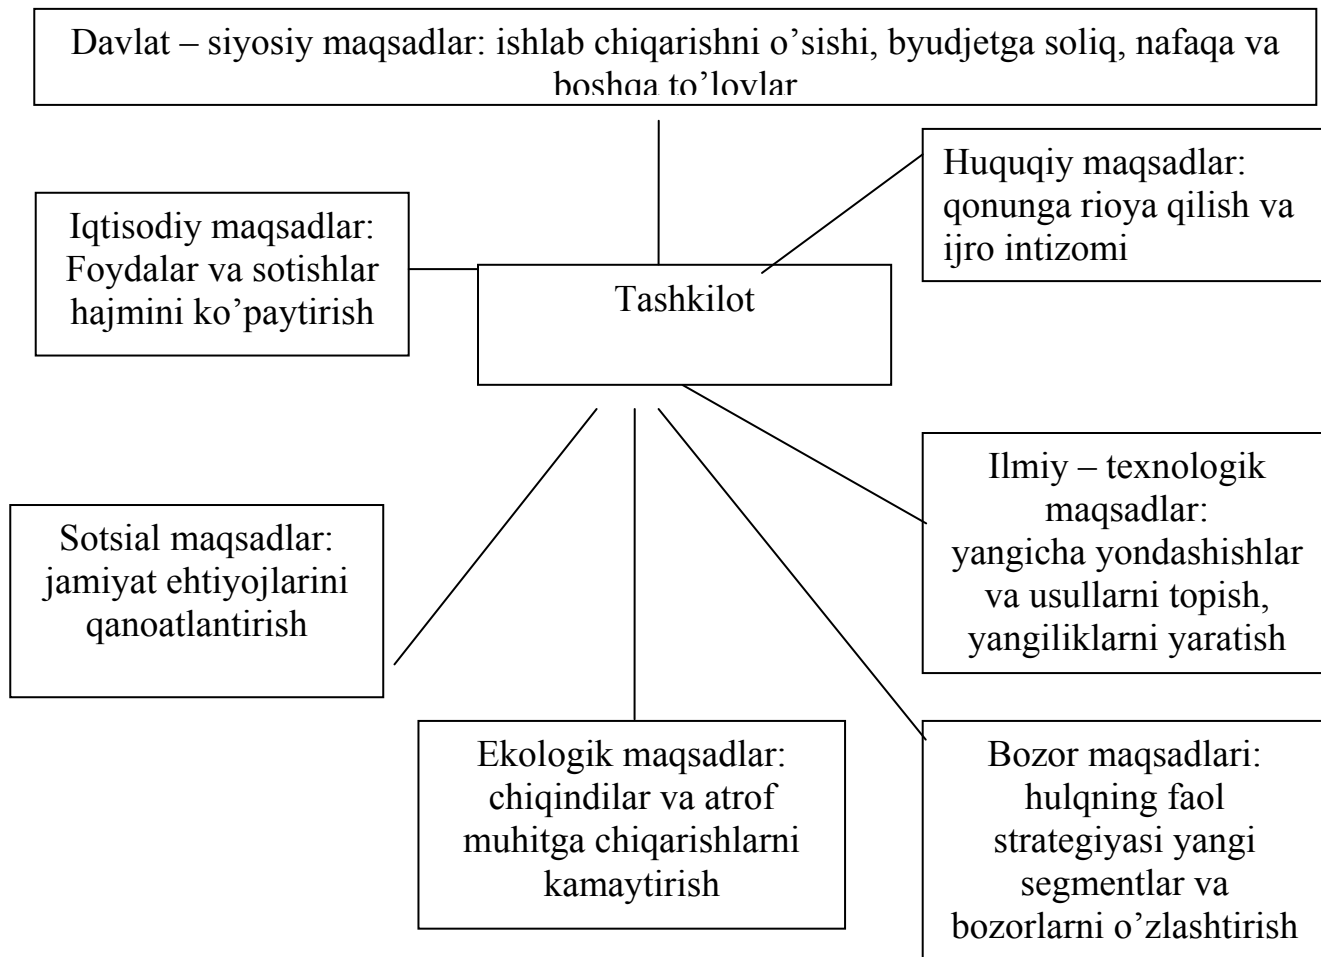 Davlat – siyosiy maqsadlar: ishlab chiqarishni o’sishi, byudjetga soliq, nafaqa va
boshqa to’lovlar
Huquqiy maqsadlar:
qonunga rioya qilish va
ijro intizomi
Iqtisodiy maqsadlar:
Foydalar va sotishlar
hajmini ko’paytirish
Tashkilot
Ilmiy – texnologik
maqsadlar:
yangicha yondashishlar
va usullarni topish,
yangiliklarni yaratish
Sotsial maqsadlar:
jamiyat ehtiyojlarini
qanoatlantirish
Ekologik maqsadlar:
chiqindilar va atrof
muhitga chiqarishlarni
kamaytirish
Bozor maqsadlari:
hulqning faol
strategiyasi yangi
segmentlar va
bozorlarni o’zlashtirish